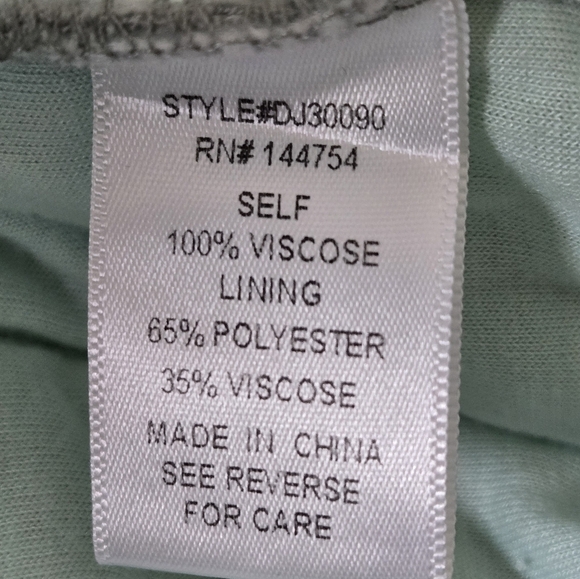 STYLE#DJ30090
RN# 144754
SELF
100% VISCOSE
LINING
65% POLYESTER
35% VISCOSE
MADE IN CHINA
SEE REVERSE
FOR CARE